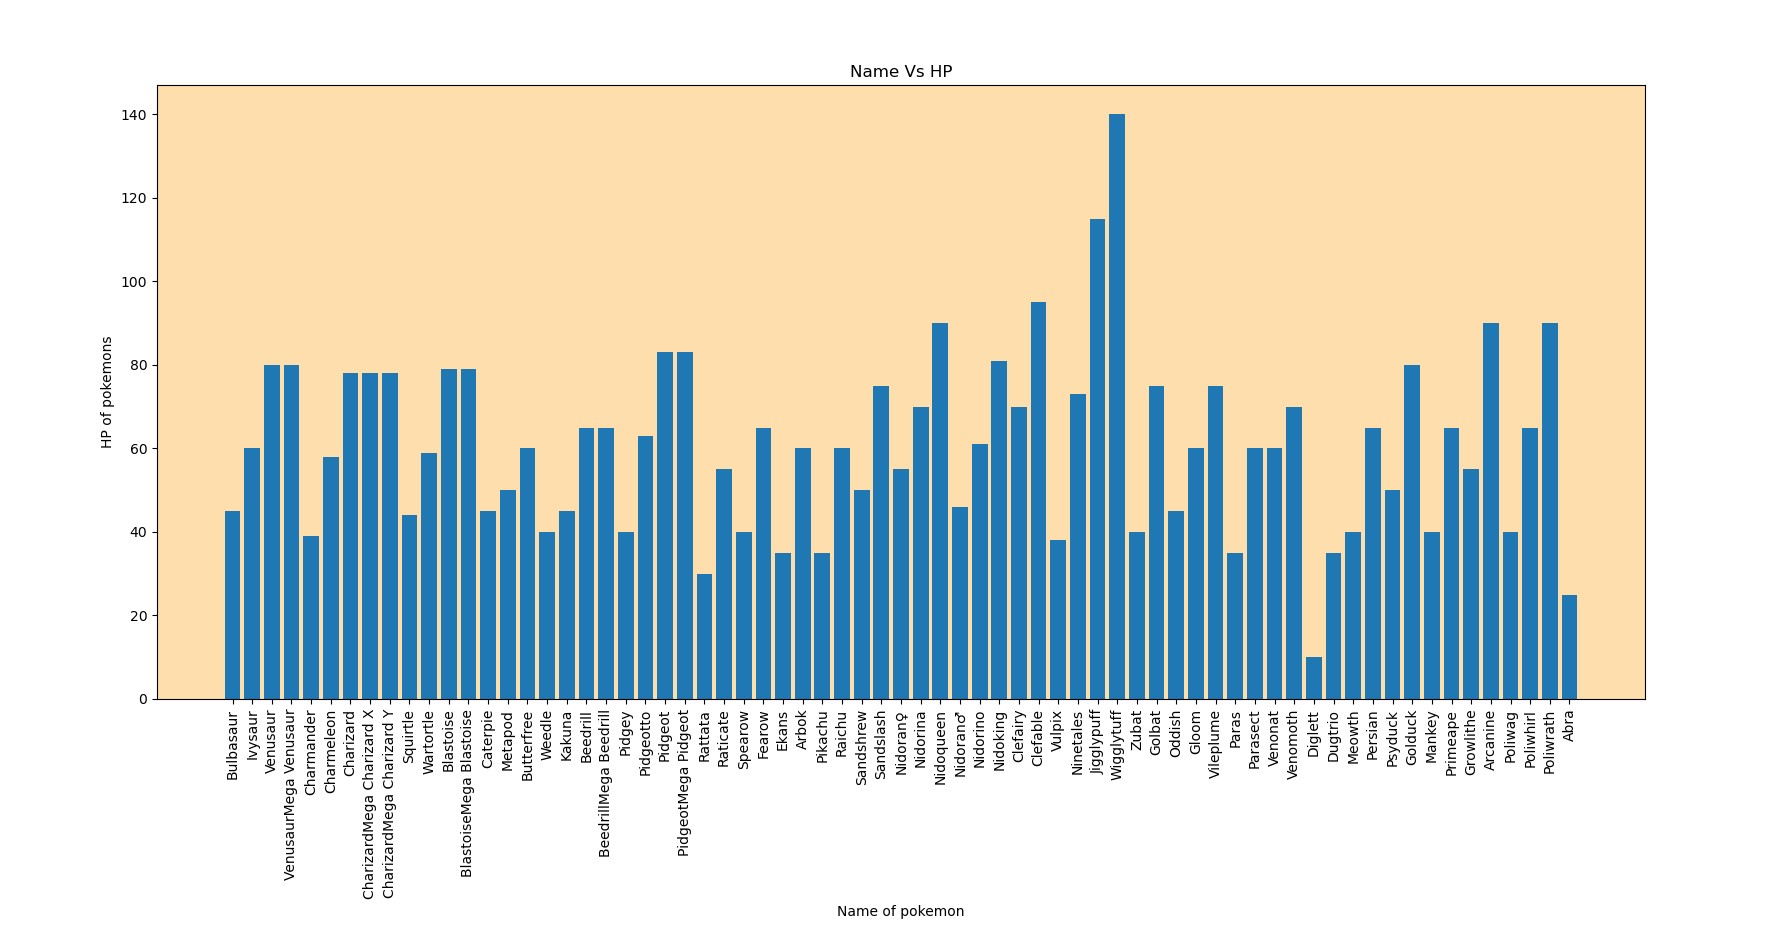 Name Vs HP
140
120
100
80
60
40
20
0
HP of pokemons
Bulbasaur
Ivysaur
Venusaur
VenusaurMega Venusaur
Charmander
Charmeleon
Charizard
CharizardMega Charizard X
CharizardMega Charizard Y
Squirtle
Wartortle
Blastoise
BlastoiseMega Blastoise
Caterpie
Metapod
Butterfree
Weedle
Kakuna
Beedrill
BeedrillMega Beedrill
Pidgey
Pidgeotto
Pidgeot
PidgeotMega Pidgeot
Rattata
Raticate
Spearow
Fearow
Ekans
Arbok
Pikachu
Raichu
Sandshrew
Sandslash
Nidoran♀
Nidorina
Nidoqueen
Nidoran♂
Nidorino
Nidoking
Clefairy
Clefable
Vulpix
Ninetales
Jigglypuff
Wigglytuff
Zubat
Golbat
Oddish
Gloom
Vileplume
Paras
Parasect
Venonat
Venomoth
Diglett
Dugtrio
Meowth
Persian
Psyduck
Golduck
Mankey
Primeape
Growlithe
Arcanine
Poliwag
Poliwhirl
Poliwrath
Abra
Name of pokemon